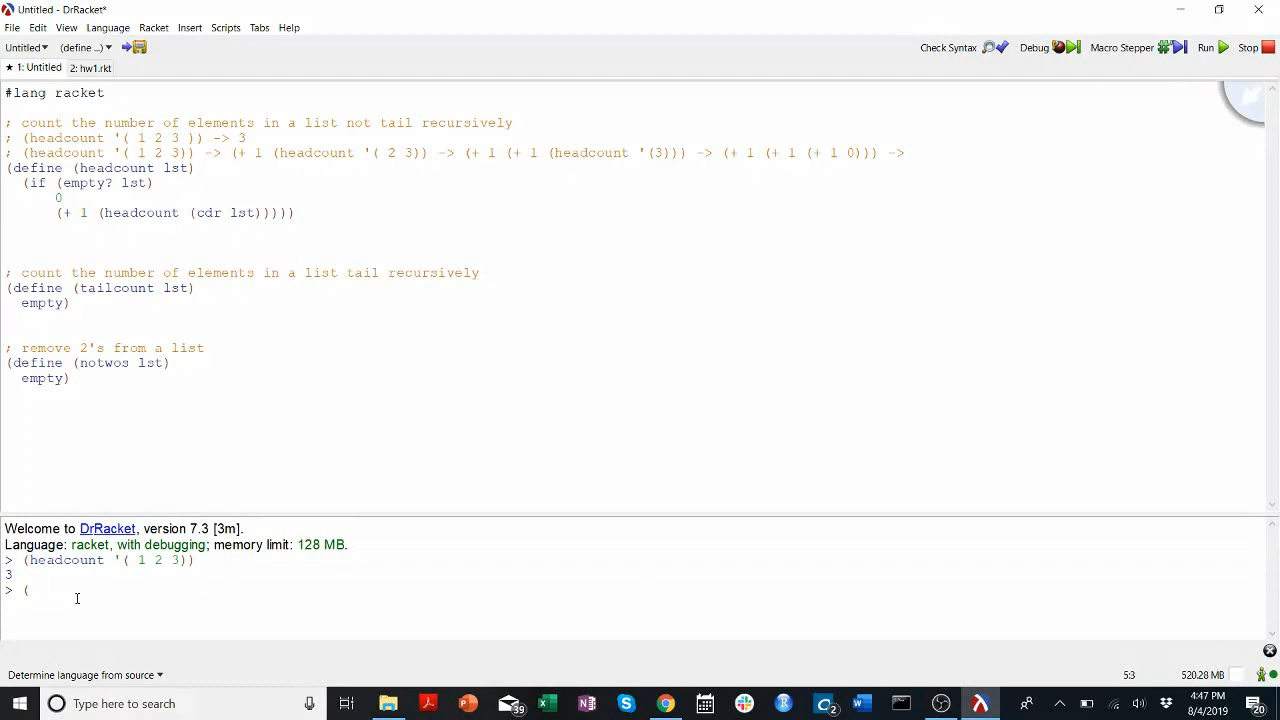 Untitled - DrRacket*
File Edit View Language Racket Insert Scripts Tabs Help
Untitled (define ...) Check Syntax Debug Macro Stepper Run Stop
★ 1: Untitled 2: hw1.rkt
#lang racket
; count the number of elements in a list not tail recursively
; (headcount '( 1 2 3 )) -> 3
; (headcount '( 1 2 3)) -> (+ 1 (headcount '( 2 3)) -> (+ 1 (+ 1 (headcount '(3))) -> (+ 1 (+ 1 (+ 1 0))) ->
(define (headcount lst)
(if (empty? lst)
0
(+ 1 (headcount (cdr lst)))))
; count the number of elements in a list tail recursively
(define (tailcount lst)
empty)
; remove 2's from a list
(define (notwos lst)
empty)
Welcome to DrRacket, version 7.3 [3m].
Language: racket, with debugging; memory limit: 128 MB.
> (headcount '( 1 2 3))
3
> (
Determine language from source 5:3 520.28 MB
Type here to search 39 2 4:47 PM
8/4/2019 20